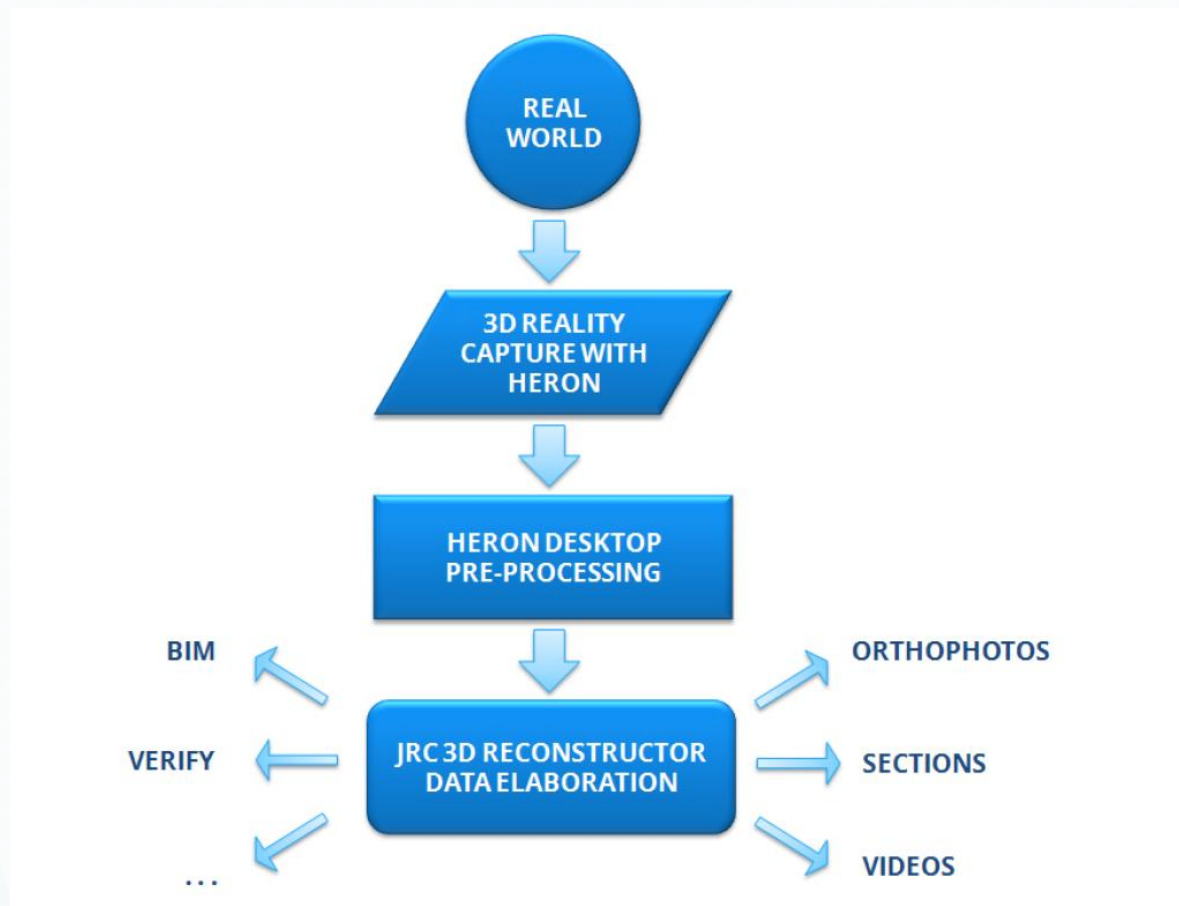 REAL
WORLD
3D REALITY
CAPTURE WITH
HERON
HERON DESKTOP
PRE-PROCESSING
JRC 3D RECONSTRUCTOR
DATA ELABORATION
BIM
VERIFY
...
ORTHOPHOTOS
SECTIONS
VIDEOS